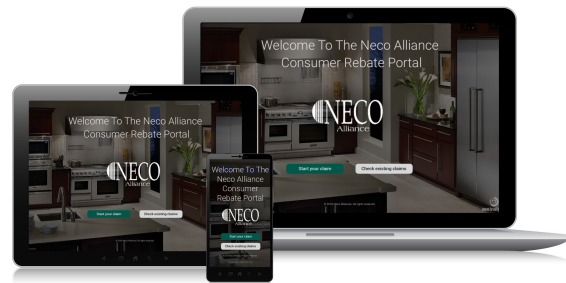 Welcome To The Neco Alliance
Consumer Rebate Portal
NECO
Alliance
Start your claim
Check existing claims
Welcome To The Neco Alliance
Consumer Rebate Portal
NECO
Alliance
Start your claim
Check existing claims
Welcome To The
Neco Alliance
Consumer
Rebate Portal
NECO
Alliance
Start your claim
Check existing claims